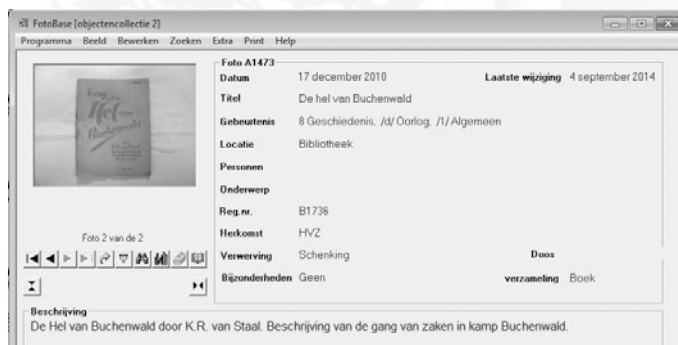 FotoBase [objectencollectie 2]
Programma Beeld Bewerken Zoeken Extra Print Help
Foto A1473
Datum 17 december 2010 Laatste wijziging 4 september 2014
Titel De hel van Buchenwald
Gebeurtenis 8 Geschiedenis, /d/ Oorlog, /1/ Algemeen
Locatie Bibliotheek
Personen
Onderwerp
Reg.nr. B1736
Herkomst HVZ
Verwerving Schenking Doos
Bijzonderheden Geen verzameling Boek
Hel
Buchenwald
Foto 2 van de 2
Beschrijving
De Hel van Buchenwald door K.R. van Staal. Beschrijving van de gang van zaken in kamp Buchenwald.